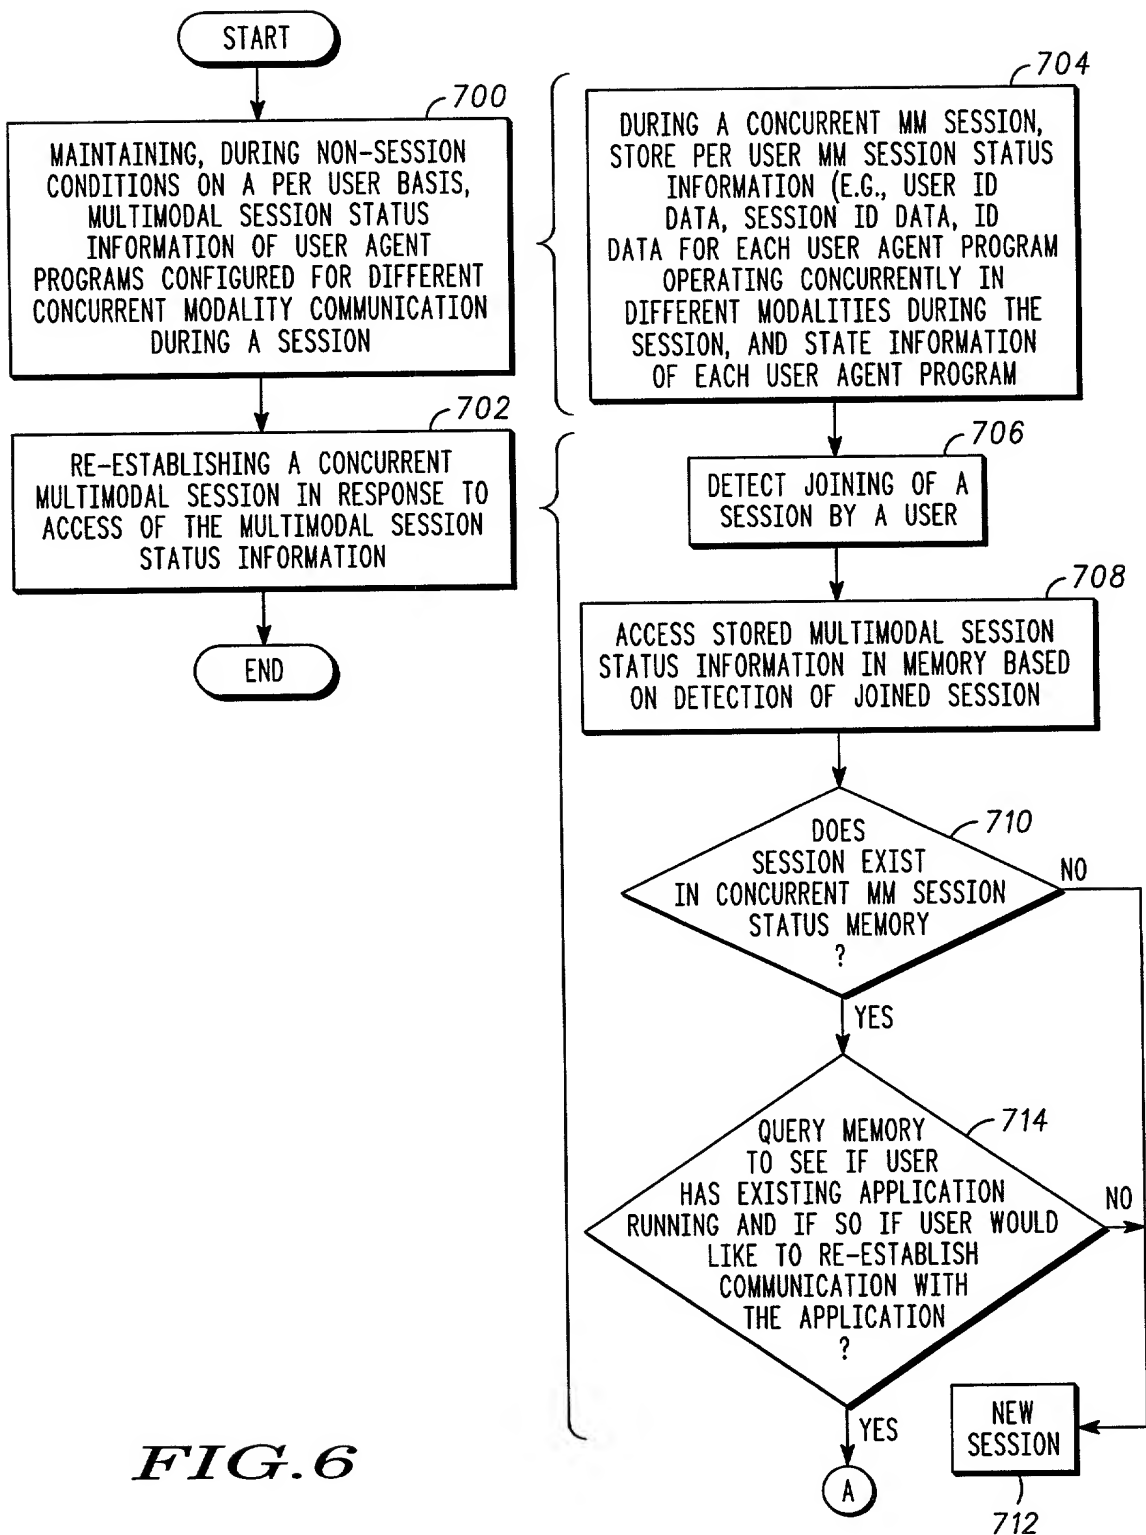 START
700
MAINTAINING, DURING NON-SESSION
CONDITIONS ON A PER USER BASIS,
MULTIMODAL SESSION STATUS
INFORMATION OF USER AGENT
PROGRAMS CONFIGURED FOR DIFFERENT
CONCURRENT MODALITY COMMUNICATION
DURING A SESSION
702
RE-ESTABLISHING A CONCURRENT
MULTIMODAL SESSION IN RESPONSE TO
ACCESS OF THE MULTIMODAL SESSION
STATUS INFORMATION
END
704
DURING A CONCURRENT MM SESSION,
STORE PER USER MM SESSION STATUS
INFORMATION (E.G., USER ID
DATA, SESSION ID DATA, ID
DATA FOR EACH USER AGENT PROGRAM
OPERATING CONCURRENTLY IN
DIFFERENT MODALITIES DURING THE
SESSION, AND STATE INFORMATION
OF EACH USER AGENT PROGRAM
706
DETECT JOINING OF A
SESSION BY A USER
708
ACCESS STORED MULTIMODAL SESSION
STATUS INFORMATION IN MEMORY BASED
ON DETECTION OF JOINED SESSION
710
DOES
SESSION EXIST
IN CONCURRENT MM SESSION
STATUS MEMORY
?
NO
YES
714
QUERY MEMORY
TO SEE IF USER
HAS EXISTING APPLICATION
RUNNING AND IF SO IF USER WOULD
LIKE TO RE-ESTABLISH
COMMUNICATION WITH
THE APPLICATION
?
NO
YES
A
NEW
SESSION
712
FIG.6